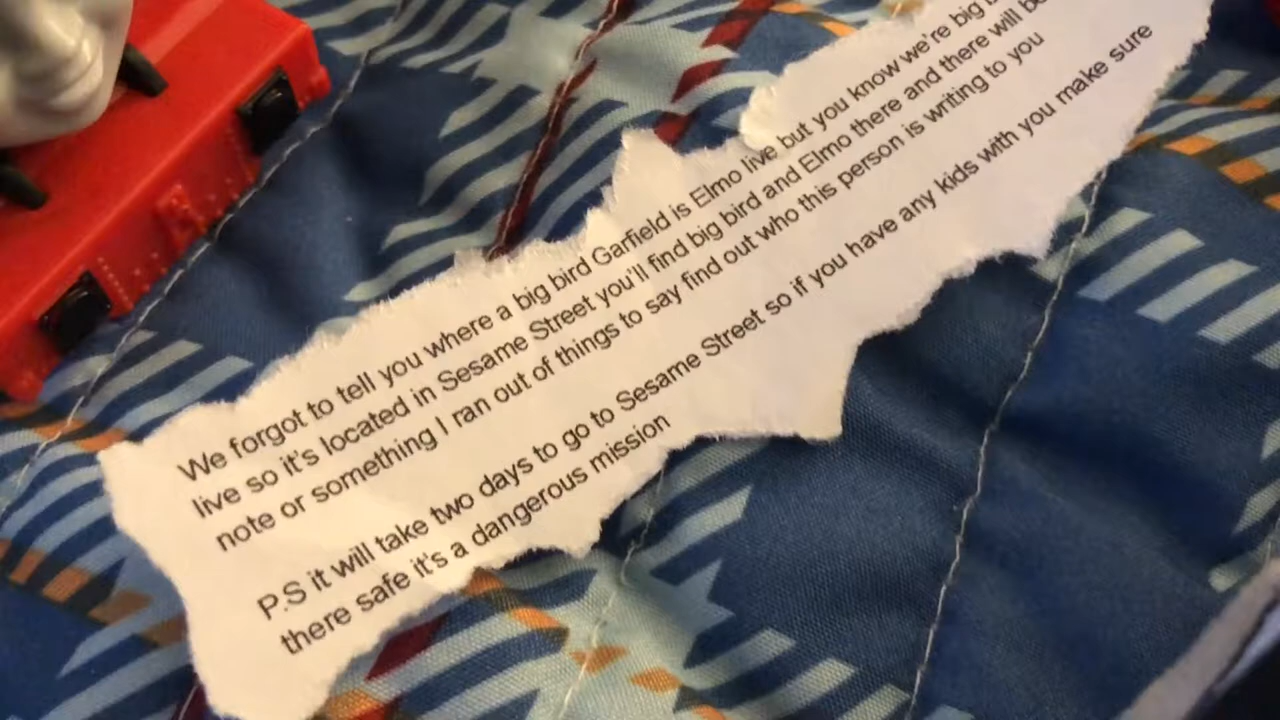 We forgot to tell you where a big bird Garfield is Elmo live but you know we're big
live so it's located in Sesame Street you'll find big bird and Elmo there and there will be
note or something I ran out of things to say find out who this person is writing to you
P.S it will take two days to go to Sesame Street so if you have any kids with you make sure
there safe it's a dangerous mission